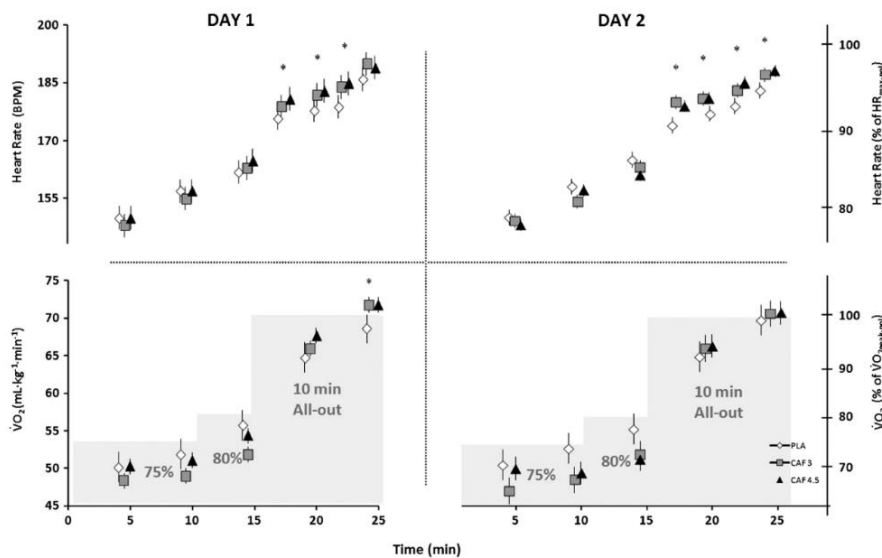 DAY 1
DAY 2
Heart Rate (BPM)
200
185
170
155
* * *
* * * *
100
90
80
V̇O₂(mL·kg⁻¹·min⁻¹)
75
70
65
60
55
50
45
*
75%
80%
10 min
All-out
75%
80%
10 min
All-out
PLA
CAF 3
CAF 4.5
100
90
80
70
Heart Rate (% of
(% of
0 5 10 15 20 25
5 10 15 20 25
Time (min)